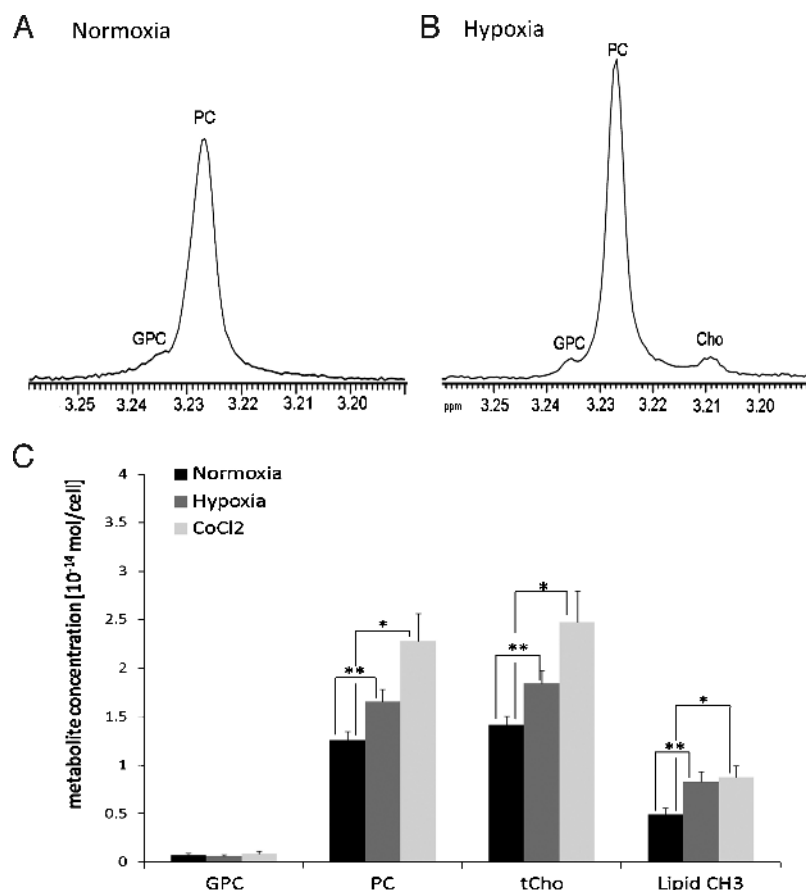 A Normoxia
B Hypoxia
PC
GPC
3.25 3.24 3.23 3.22 3.21 3.20
PC
GPC
Cho
ppm 3.25 3.24 3.23 3.22 3.21 3.20
C
metabolite concentration [10⁻¹⁴ mol/cell]
4
3.5
3
2.5
2
1.5
1
0.5
0
Normoxia
Hypoxia
CoCl2
**
*
**
*
**
*
GPC PC tCho Lipid CH3